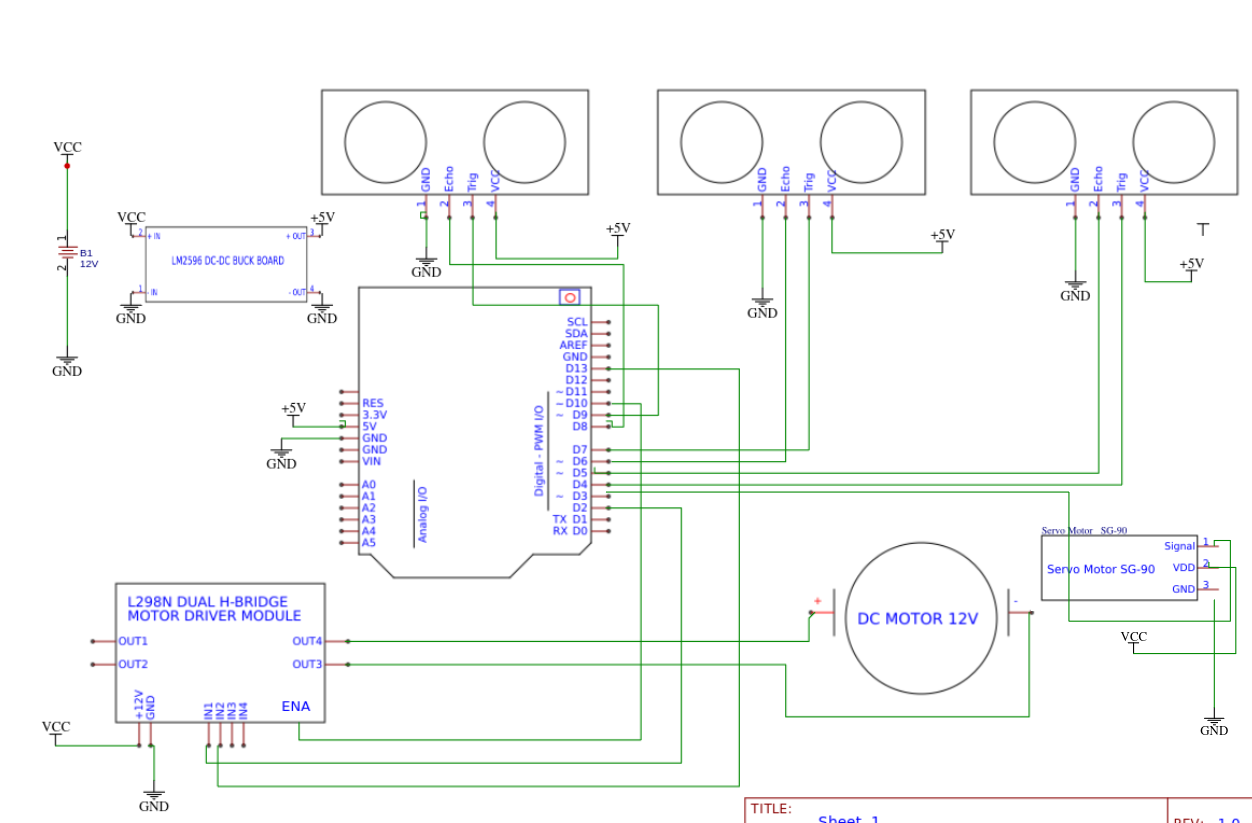 VCC
1
B1
12V
2
GND
VCC
+5V
2
+ IN
+ OUT
3
LM2596 DC-DC BUCK BOARD
1
- IN
- OUT
4
GND
GND
GND
Echo
Trig
VCC
1
2
3
4
GND
+5V
GND
Echo
Trig
VCC
1
2
3
4
GND
+5V
GND
Echo
Trig
VCC
1
2
3
4
GND
+5V
SCL
SDA
AREF
GND
D13
D12
~ D11
~ D10
~ D9
D8
D7
~ D6
~ D5
D4
~ D3
D2
TX D1
RX D0
Digital - PWM I/O
RES
3.3V
5V
GND
GND
VIN
A0
A1
A2
A3
A4
A5
Analog I/O
+5V
GND
L298N DUAL H-BRIDGE
MOTOR DRIVER MODULE
OUT1
OUT2
OUT4
OUT3
+12V
GND
IN1
IN2
IN3
IN4
ENA
VCC
GND
+
-
DC MOTOR 12V
Servo Motor SG-90
Servo Motor SG-90
Signal
1
VDD
2
GND
3
VCC
GND
TITLE:
Sheet_1
REV: 1.0